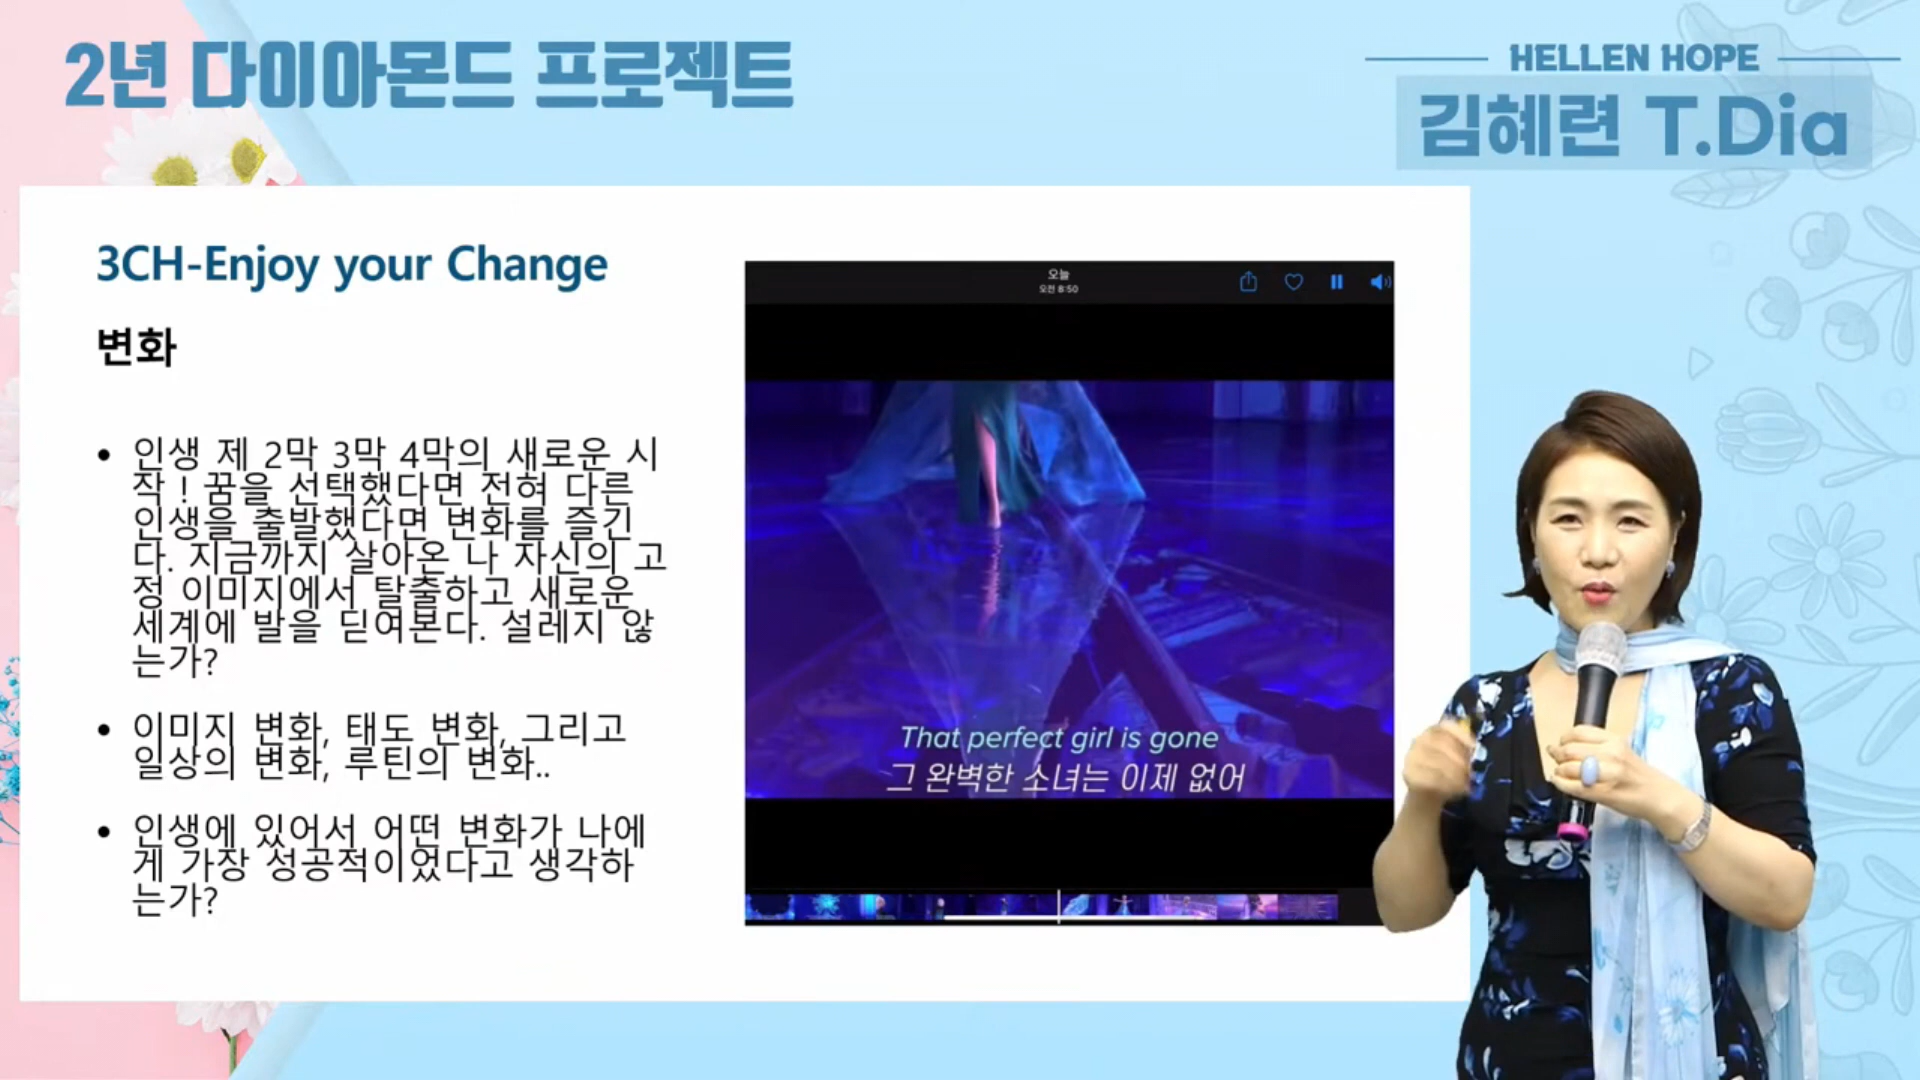 2년 다이아몬드 프로젝트
HELLEN HOPE
김혜련 T.Dia
3CH-Enjoy your Change
변화
• 인생 제 2막 3막 4막의 새로운 시
작 ! 꿈을 선택했다면 전혀 다른
인생을 출발했다면 변화를 즐긴
다. 지금까지 살아온 나 자신의 고
정 이미지에서 탈출하고 새로운
세계에 발을 딛여본다. 설레지 않
는가?
• 이미지 변화, 태도 변화, 그리고
일상의 변화, 루틴의 변화..
• 인생에 있어서 어떤 변화가 나에
게 가장 성공적이었다고 생각하
는가?
오늘
오전 8:50
That perfect girl is gone
그 완벽한 소녀는 이제 없어